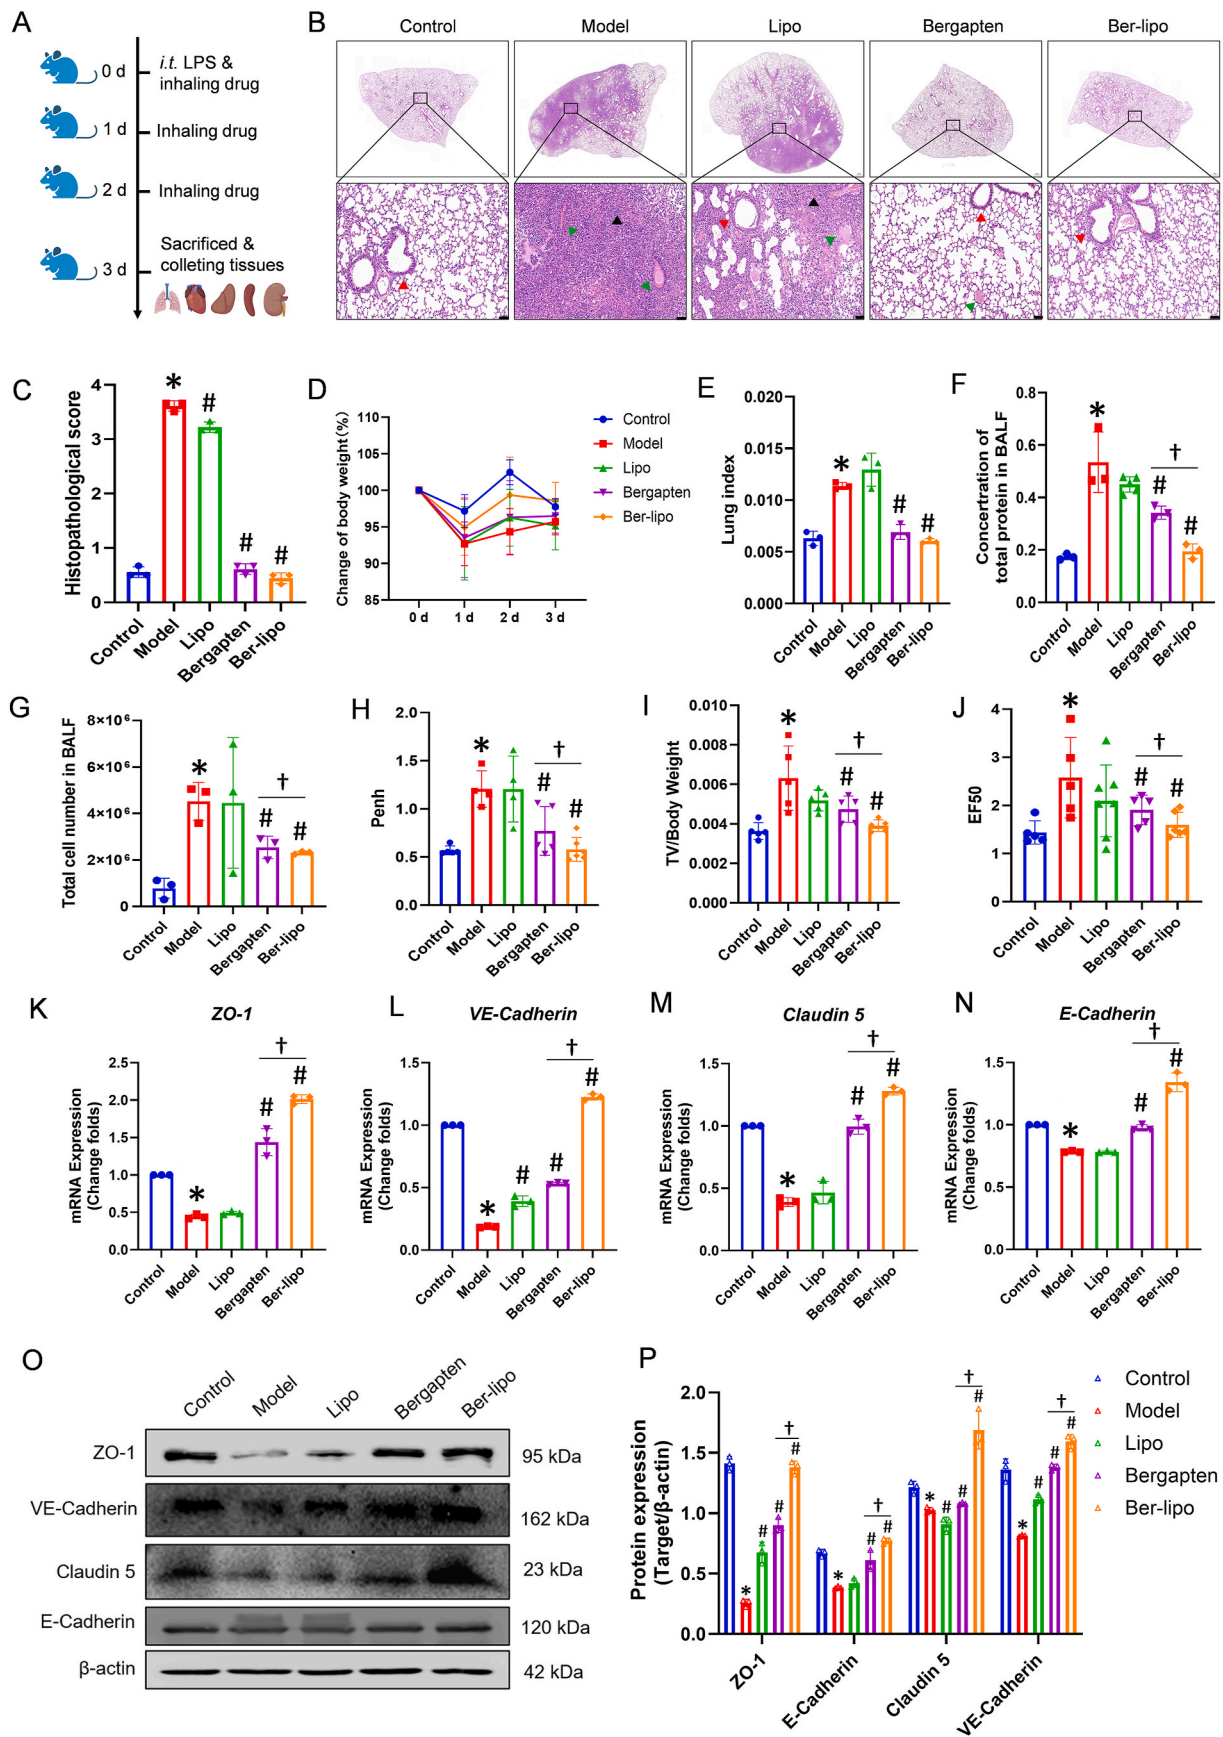 A
0 d
i.t. LPS &
inhaling drug
1 d
Inhaling drug
2 d
Inhaling drug
3 d
Sacrificed &
colleting tissues
B
Control
Model
Lipo
Bergapten
Ber-lipo
C
Histopathological score
4
3
2
1
0
*
#
#
#
Control
Model
Lipo
Bergapten
Ber-lipo
D
Change of body weight(%)
110
105
100
95
90
85
0 d
1 d
2 d
3 d
Control
Model
Lipo
Bergapten
Ber-lipo
E
Lung index
0.020
0.015
0.010
0.005
0.000
*
#
#
Control
Model
Lipo
Bergapten
Ber-lipo
F
Concertration of
total protein in BALF
0.8
0.6
0.4
0.2
0.0
*
#
†
#
Control
Model
Lipo
Bergapten
Ber-lipo
G
Total cell number in BALF
8×10⁶
6×10⁶
4×10⁶
2×10⁶
0
*
#
†
#
Control
Model
Lipo
Bergapten
Ber-lipo
H
Penh
2.0
1.5
1.0
0.5
0.0
*
#
†
#
Control
Model
Lipo
Bergapten
Ber-lipo
I
TV/Body Weight
0.010
0.008
0.006
0.004
0.002
0.000
*
#
†
#
Control
Model
Lipo
Bergapten
Ber-lipo
J
EF50
4
3
2
1
0
*
#
†
#
Control
Model
Lipo
Bergapten
Ber-lipo
K
ZO-1
mRNA Expression
(Change folds)
2.5
2.0
1.5
1.0
0.5
0.0
*
#
†
#
Control
Model
Lipo
Bergapten
Ber-lipo
L
VE-Cadherin
mRNA Expression
(Change folds)
1.5
1.0
0.5
0.0
*
#
#
†
#
Control
Model
Lipo
Bergapten
Ber-lipo
M
Claudin 5
mRNA Expression
(Change folds)
1.5
1.0
0.5
0.0
*
#
†
#
Control
Model
Lipo
Bergapten
Ber-lipo
N
E-Cadherin
mRNA Expression
(Change folds)
1.5
1.0
0.5
0.0
*
#
†
#
Control
Model
Lipo
Bergapten
Ber-lipo
O
Control
Model
Lipo
Bergapten
Ber-lipo
ZO-1
95 kDa
VE-Cadherin
162 kDa
Claudin 5
23 kDa
E-Cadherin
120 kDa
β-actin
42 kDa
P
Protein expression
(Target/β-actin)
2.0
1.5
1.0
0.5
0.0
*
#
#
†
#
*
#
†
#
*
#
#
†
#
*
#
#
†
#
ZO-1
E-Cadherin
Claudin 5
VE-Cadherin
Control
Model
Lipo
Bergapten
Ber-lipo